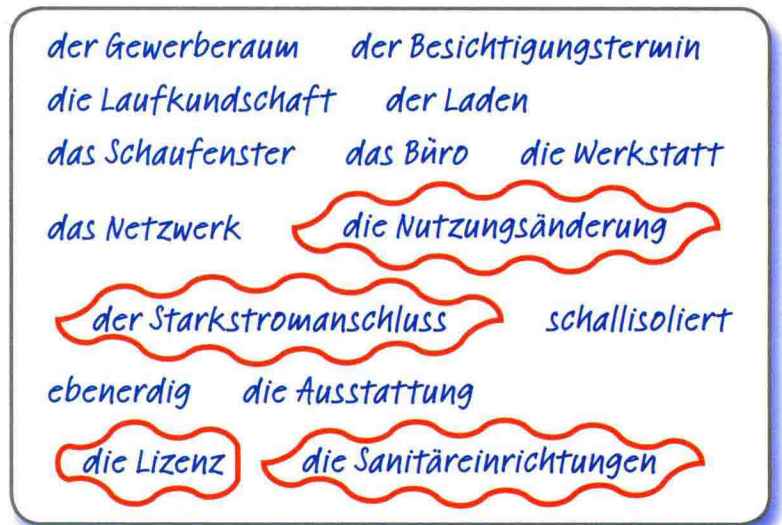 der Gewerberaum der Besichtigungstermin
die Laufkundschaft der Laden
das Schaufenster das Büro die Werkstatt
das Netzwerk die Nutzungsänderung
der Starkstromanschluss schallisoliert
ebenerdig die Ausstattung
die Lizenz die Sanitäreinrichtungen